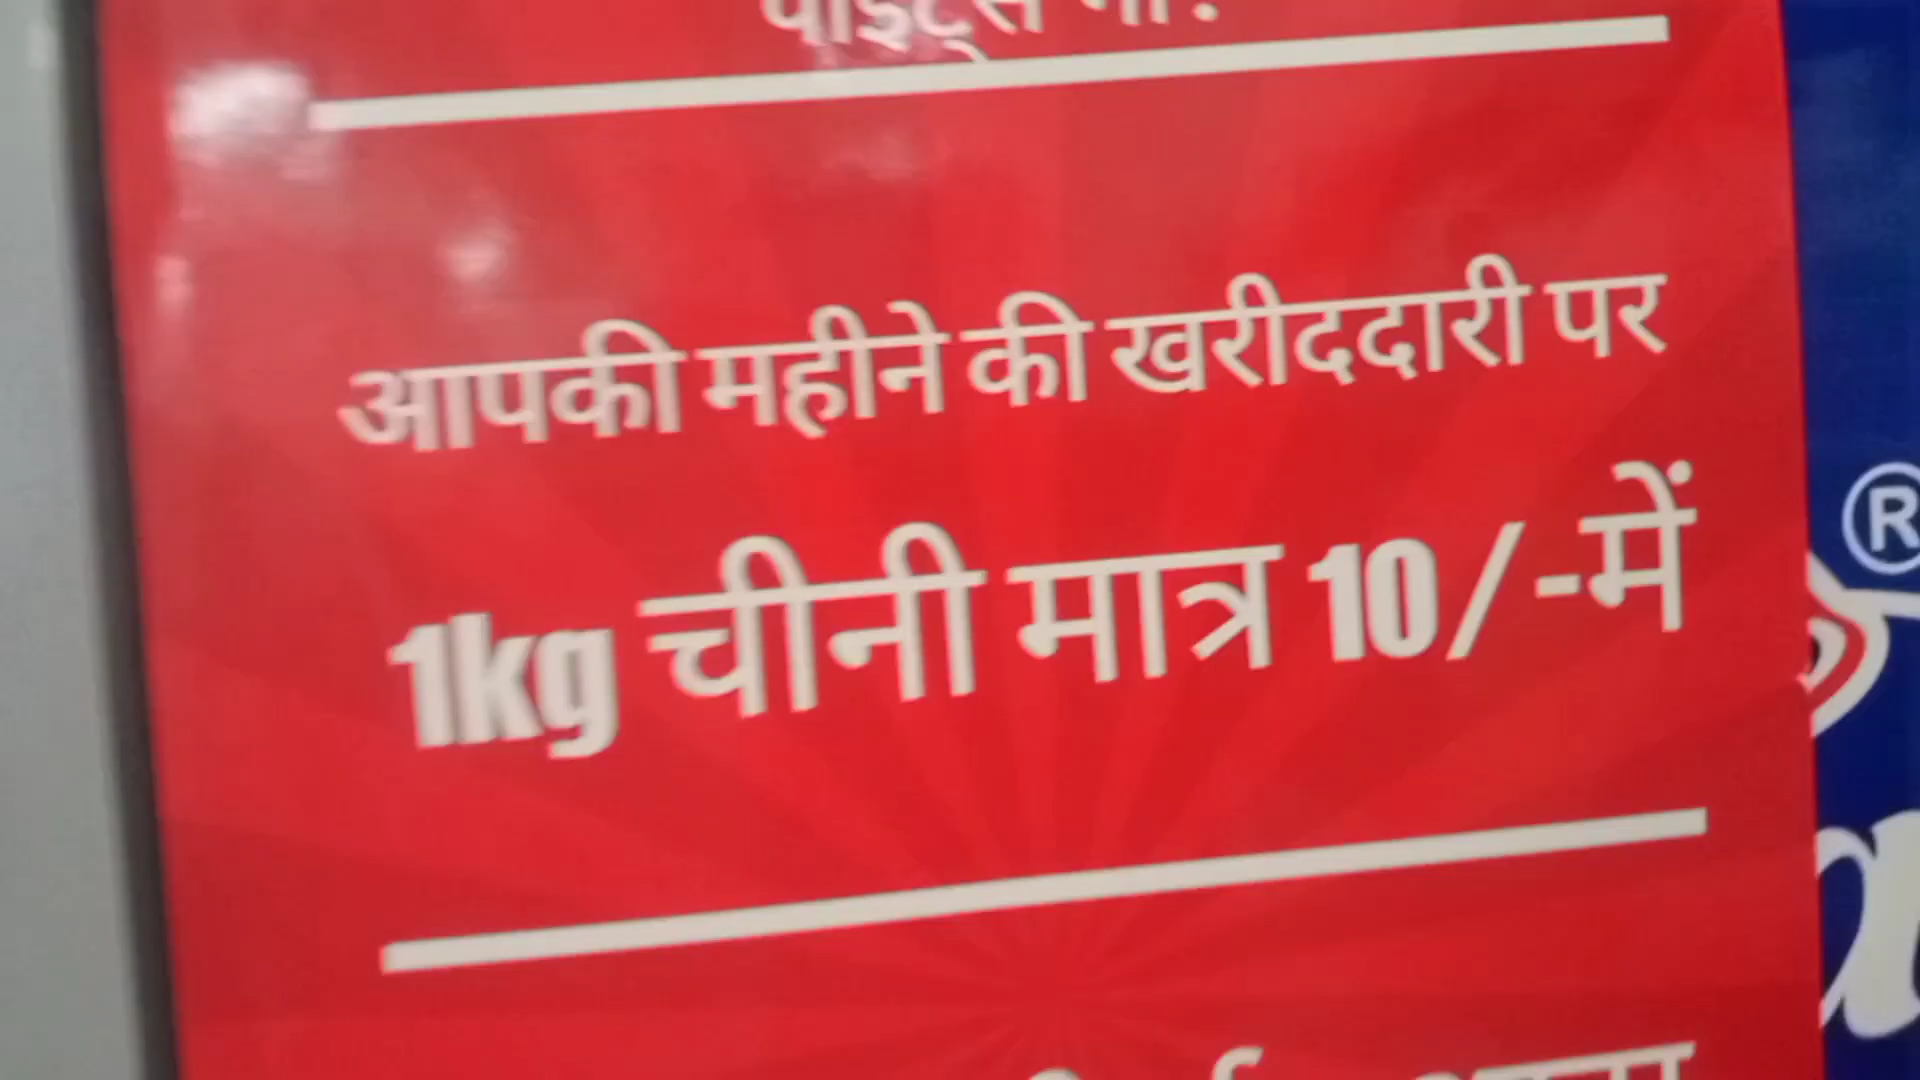 पाइंट्स भी!
आपकी महीने की खरीददारी पर
1kg चीनी मात्र 10/-में
®